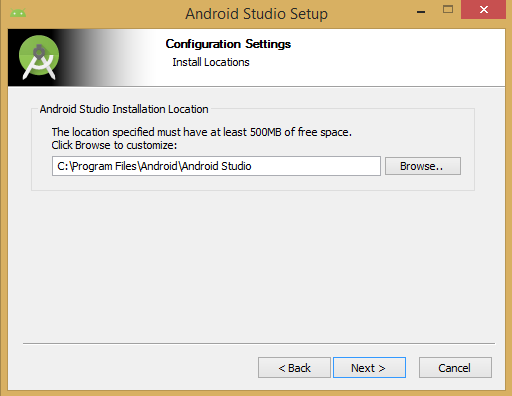 Android Studio Setup
Configuration Settings
Install Locations
Android Studio Installation Location
The location specified must have at least 500MB of free space.
Click Browse to customize:
C:\Program Files\Android\Android Studio
Browse..
< Back
Next >
Cancel